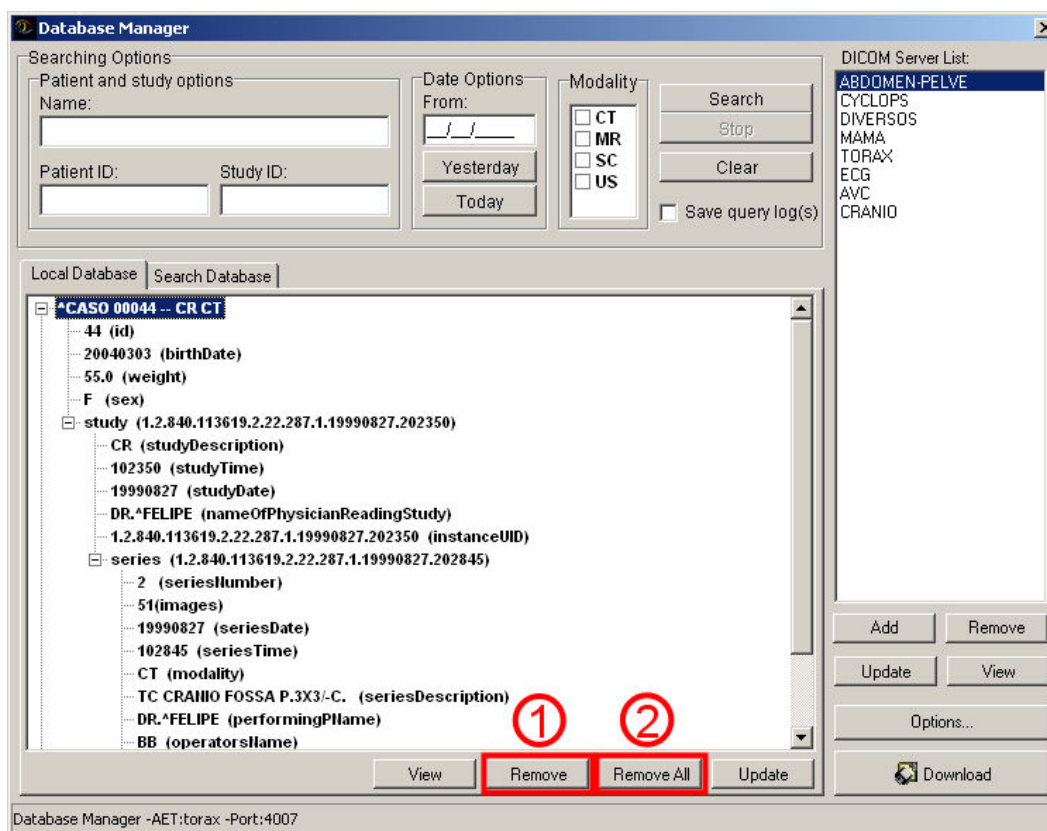 Database Manager
Searching Options
Patient and study options
Name:
Patient ID:
Study ID:
Date Options
From:
__/__/____
Yesterday
Today
Modality
CT
MR
SC
US
Search
Stop
Clear
Save query log(s)
DICOM Server List:
ABDOMEN-PELVE
CYCLOPS
DIVERSOS
MAMA
TORAX
ECG
AVC
CRANIO
Local Database
Search Database
^CASO 00044 -- CR CT
44 (id)
20040303 (birthDate)
55.0 (weight)
F (sex)
study (1.2.840.113619.2.22.287.1.19990827.202350)
CR (studyDescription)
102350 (studyTime)
19990827 (studyDate)
DR.^FELIPE (nameOfPhysicianReadingStudy)
1.2.840.113619.2.22.287.1.19990827.202350 (instanceUID)
series (1.2.840.113619.2.22.287.1.19990827.202845)
2 (seriesNumber)
51(images)
19990827 (seriesDate)
102845 (seriesTime)
CT (modality)
TC CRANIO FOSSA P.3X3/-C. (seriesDescription)
DR.^FELIPE (performingPName)
BB (operatorsName)
1
2
View
Remove
Remove All
Update
Add
Remove
Update
View
Options...
Download
Database Manager -AET:torax -Port:4007